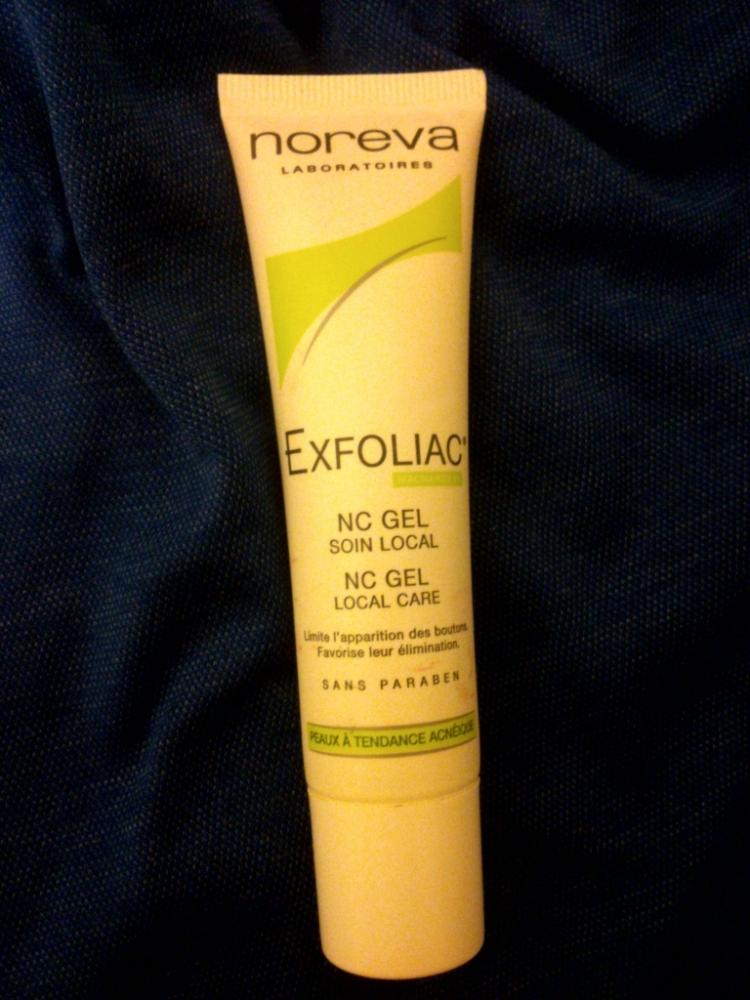 noreva
LABORATOIRES
EXFOLIAC
NC GEL
SOIN LOCAL
NC GEL
LOCAL CARE
Limite l'apparition des boutons.
Favorise leur élimination.
SANS PARABEN
PEAUX À TENDANCE ACNÉIQUE